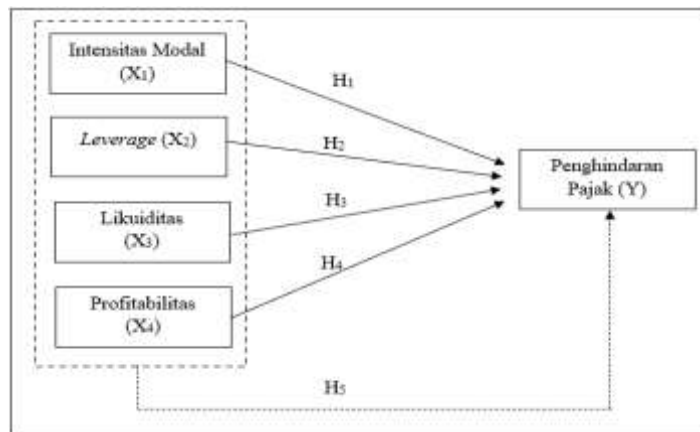 Intensitas Modal
(X₁)
H₁
Leverage (X₂)
H₂
Penghindaran
Pajak (Y)
H₃
Likuiditas
(X₃)
H₄
Profitabilitas
(X₄)
H₅